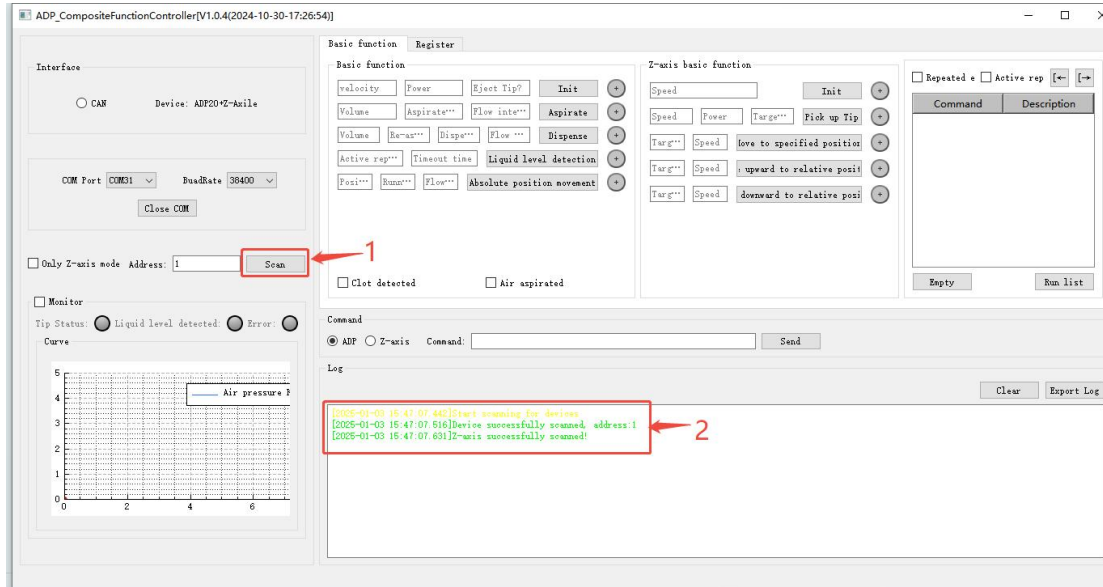 ADP_CompositeFunctionController[V1.0.4(2024-10-30-17:26:54)]
Interface
CAN Device: ADP20+Z-Axile
COM Port COM31 BuadRate 38400
Close COM
Only Z-axis mode Address: 1 Scan
1
Monitor
Tip Status: Liquid level detected: Error:
Curve
Air pressure
5
4
3
2
1
0
0 2 4 6
Basic function Register
Basic function
velocity Power Eject Tip? Init +
Volume Aspirate… Flow inte… Aspirate +
Volume Re-as… Dispe… Flow … Dispense +
Active rep… Timeout time Liquid level detection +
Posi… Runn… Flow… Absolute position movement +
Clot detected Air aspirated
Z-axis basic function
Speed Init +
Speed Power Targe… Pick up Tip +
Targ… Speed love to specified position +
Targ… Speed upward to relative posit +
Targ… Speed downward to relative posi +
Repeated e Active rep [← [→
Command Description
Empty Run list
Command
ADP Z-axis Command: Send
Log
Clear Export Log
[2025-01-03 15:47:07.442]Start scanning for devices
[2025-01-03 15:47:07.516]Device successfully scanned, address:1
[2025-01-03 15:47:07.631]Z-axis successfully scanned!
2